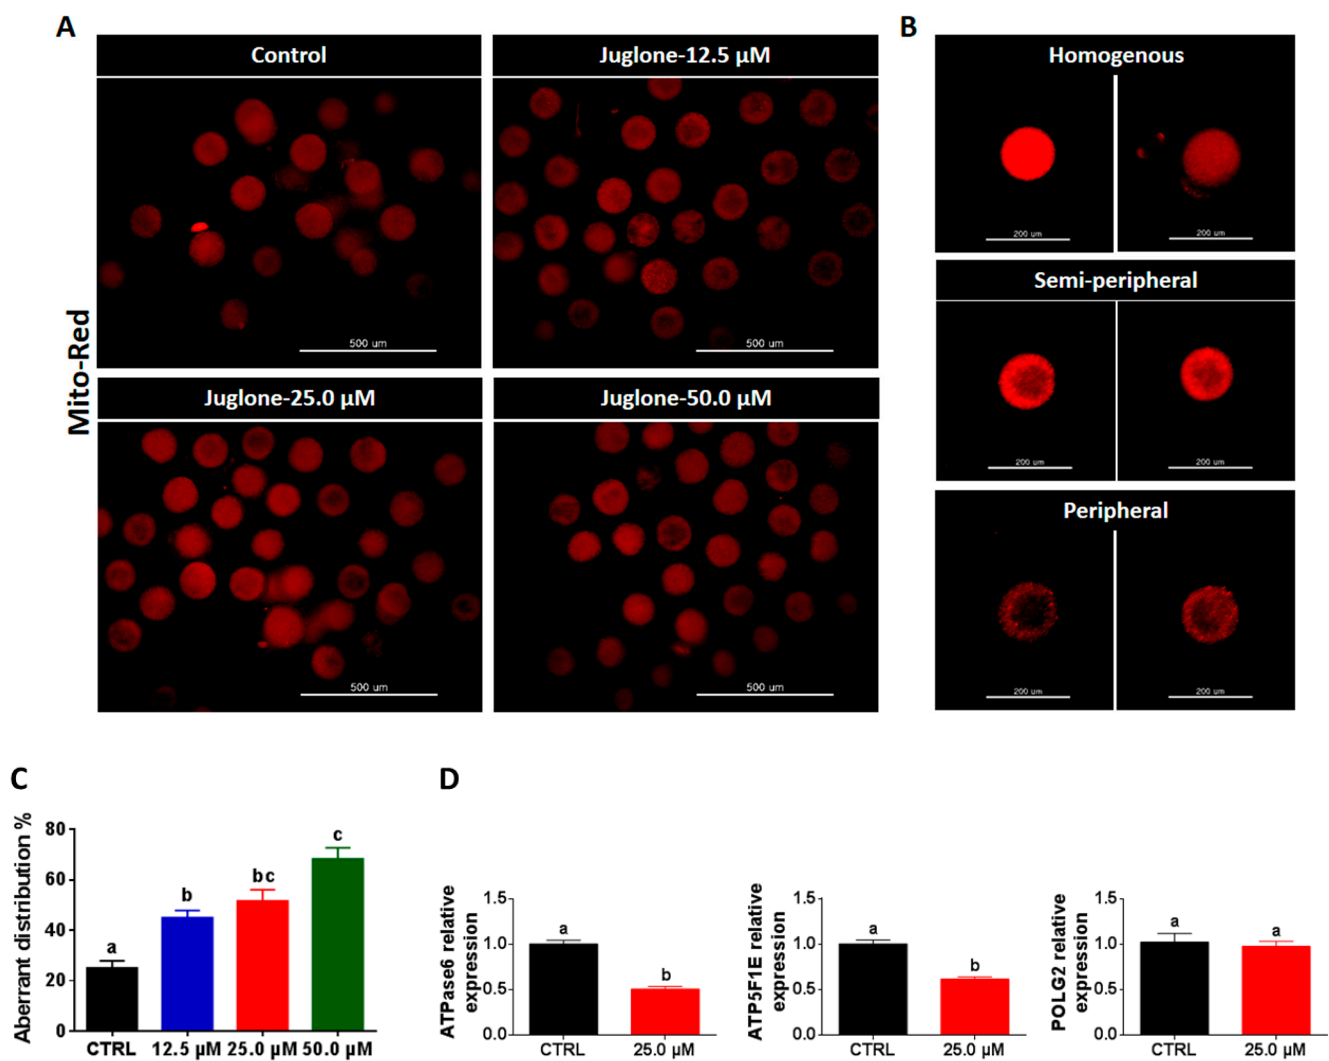 A
B
Control
Juglone-12.5 µM
Homogenous
500 um
500 um
200 um
200 um
Mito-Red
Semi-peripheral
200 um
200 um
Juglone-25.0 µM
Juglone-50.0 µM
500 um
500 um
Peripheral
200 um
200 um
C
D
Aberrant distribution %
80
60
40
20
0
a
b
bc
c
CTRL
12.5 µM
25.0 µM
50.0 µM
ATPase6 relative
expression
1.5
1.0
0.5
0.0
a
b
CTRL
25.0 µM
ATP5F1E relative
expression
1.5
1.0
0.5
0.0
a
b
CTRL
25.0 µM
POLG2 relative
expression
1.5
1.0
0.5
0.0
a
a
CTRL
25.0 µM